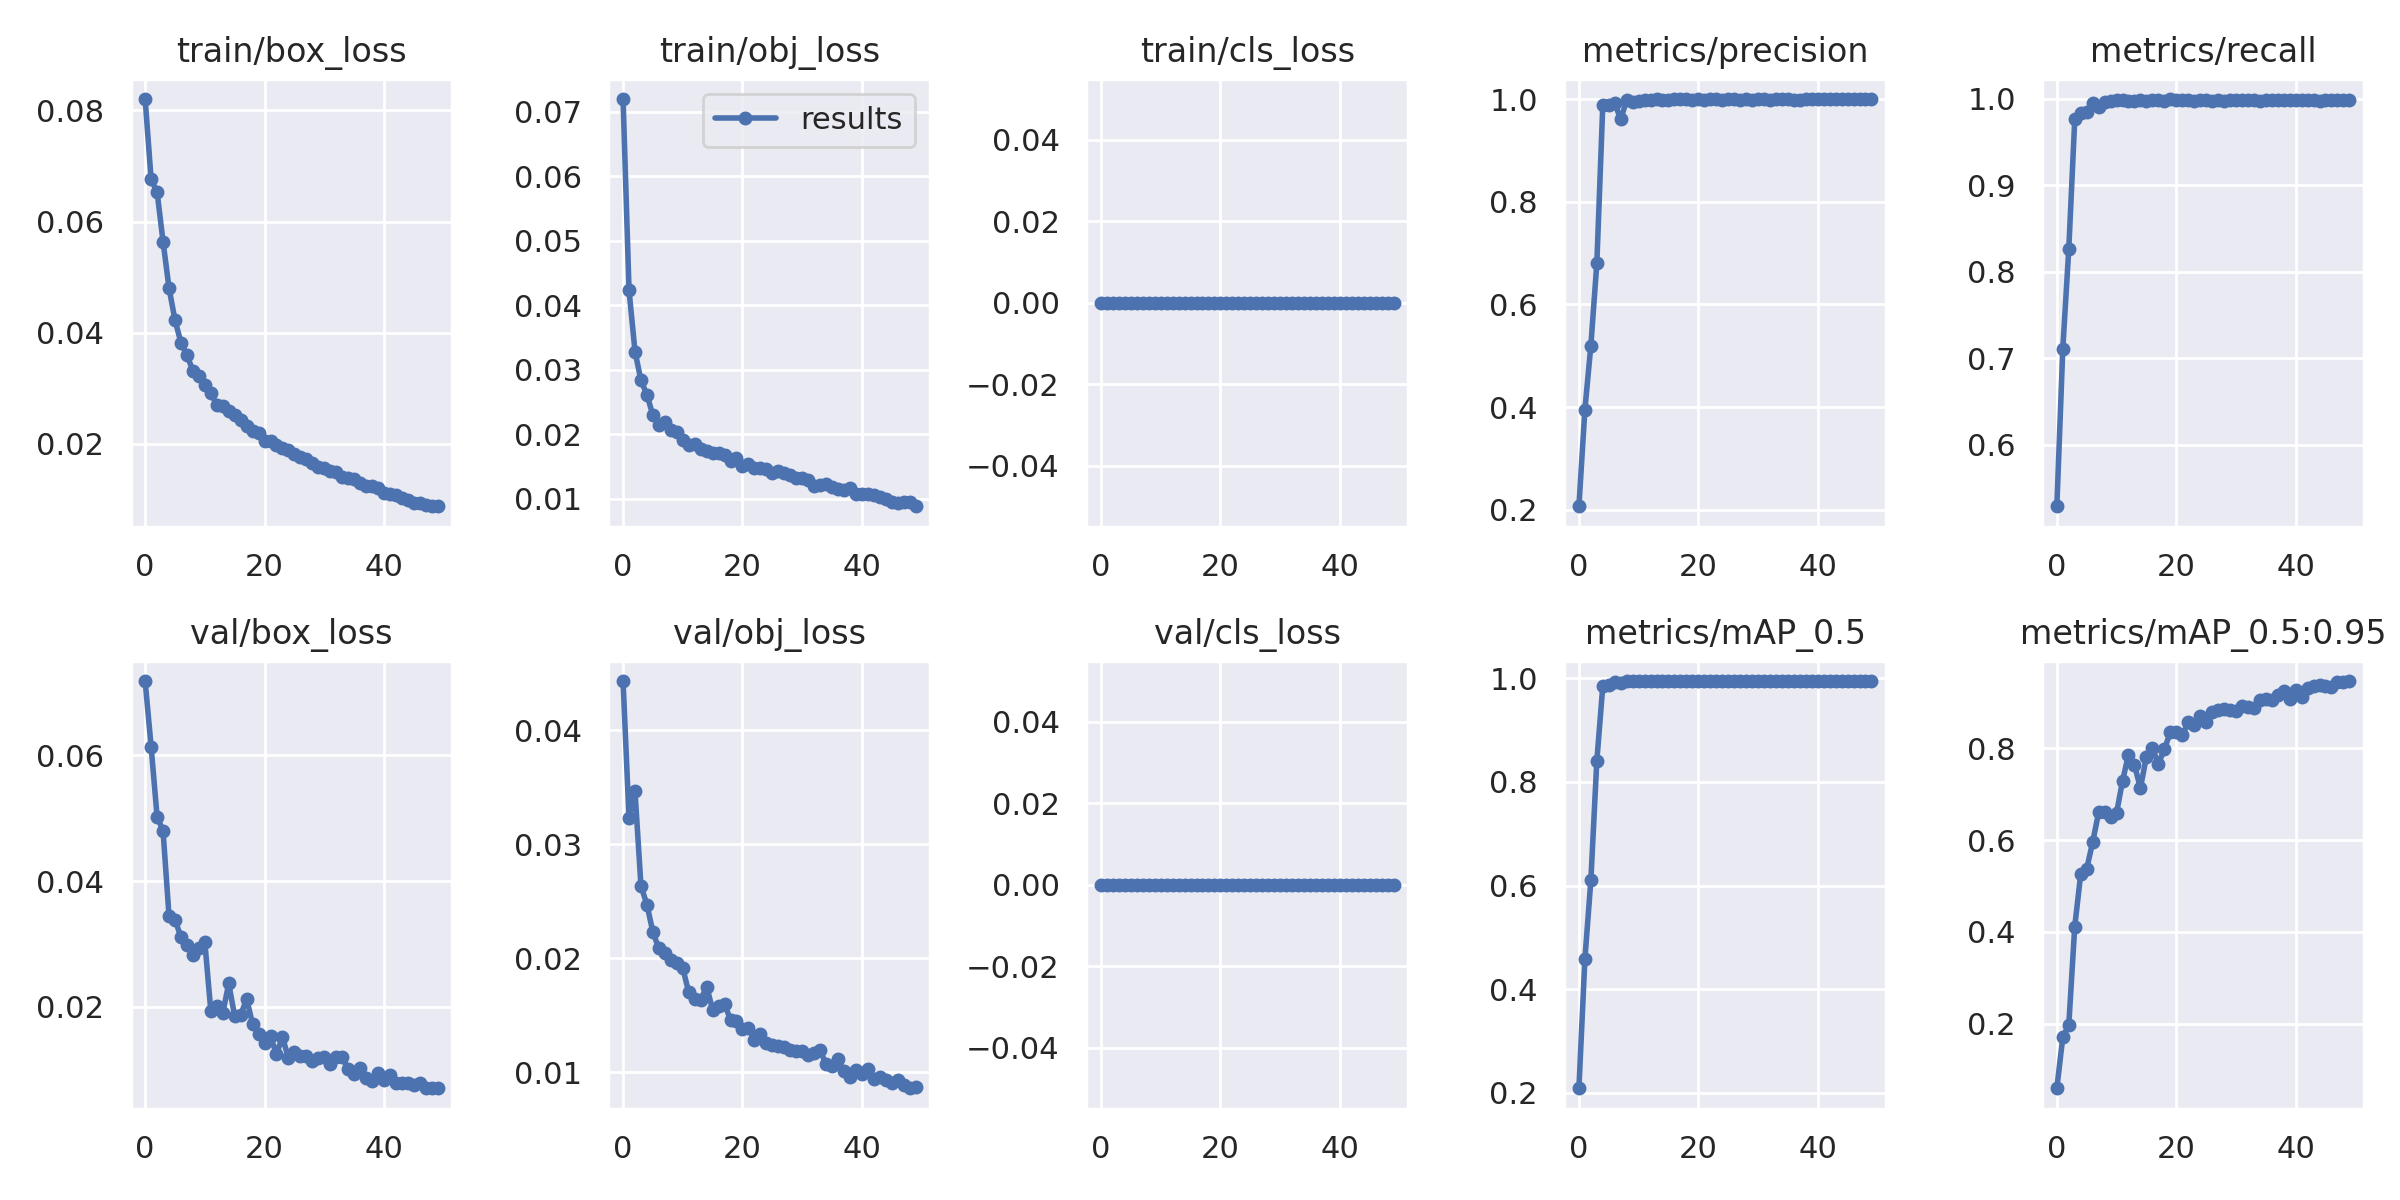 train/box_loss
0.08
0.06
0.04
0.02
0 20 40
train/obj_loss
results
0.07
0.06
0.05
0.04
0.03
0.02
0.01
0 20 40
train/cls_loss
0.04
0.02
0.00
−0.02
−0.04
0 20 40
metrics/precision
1.0
0.8
0.6
0.4
0.2
0 20 40
metrics/recall
1.0
0.9
0.8
0.7
0.6
0 20 40
val/box_loss
0.06
0.04
0.02
0 20 40
val/obj_loss
0.04
0.03
0.02
0.01
0 20 40
val/cls_loss
0.04
0.02
0.00
−0.02
−0.04
0 20 40
metrics/mAP_0.5
1.0
0.8
0.6
0.4
0.2
0 20 40
metrics/mAP_0.5:0.95
0.8
0.6
0.4
0.2
0 20 40